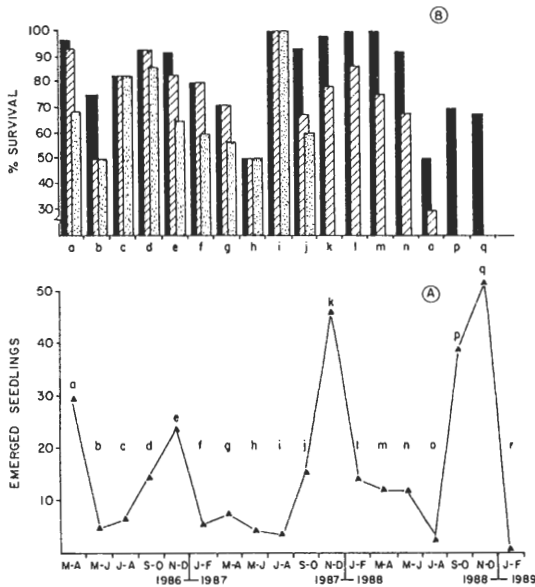 B
% SURVIVAL
100
90
80
70
60
50
40
30
a b c d e f g h i j k l m n o p q
A
EMERGED SEEDLINGS
50
40
30
20
10
a b c d e f g h i j k l m n o p q r
M-A M-J J-A S-O N-D J-F M-A M-J J-A S-O N-D J-F M-A M-J J-A S-O N-D J-F
1986 1987 1987 1988 1988 1989